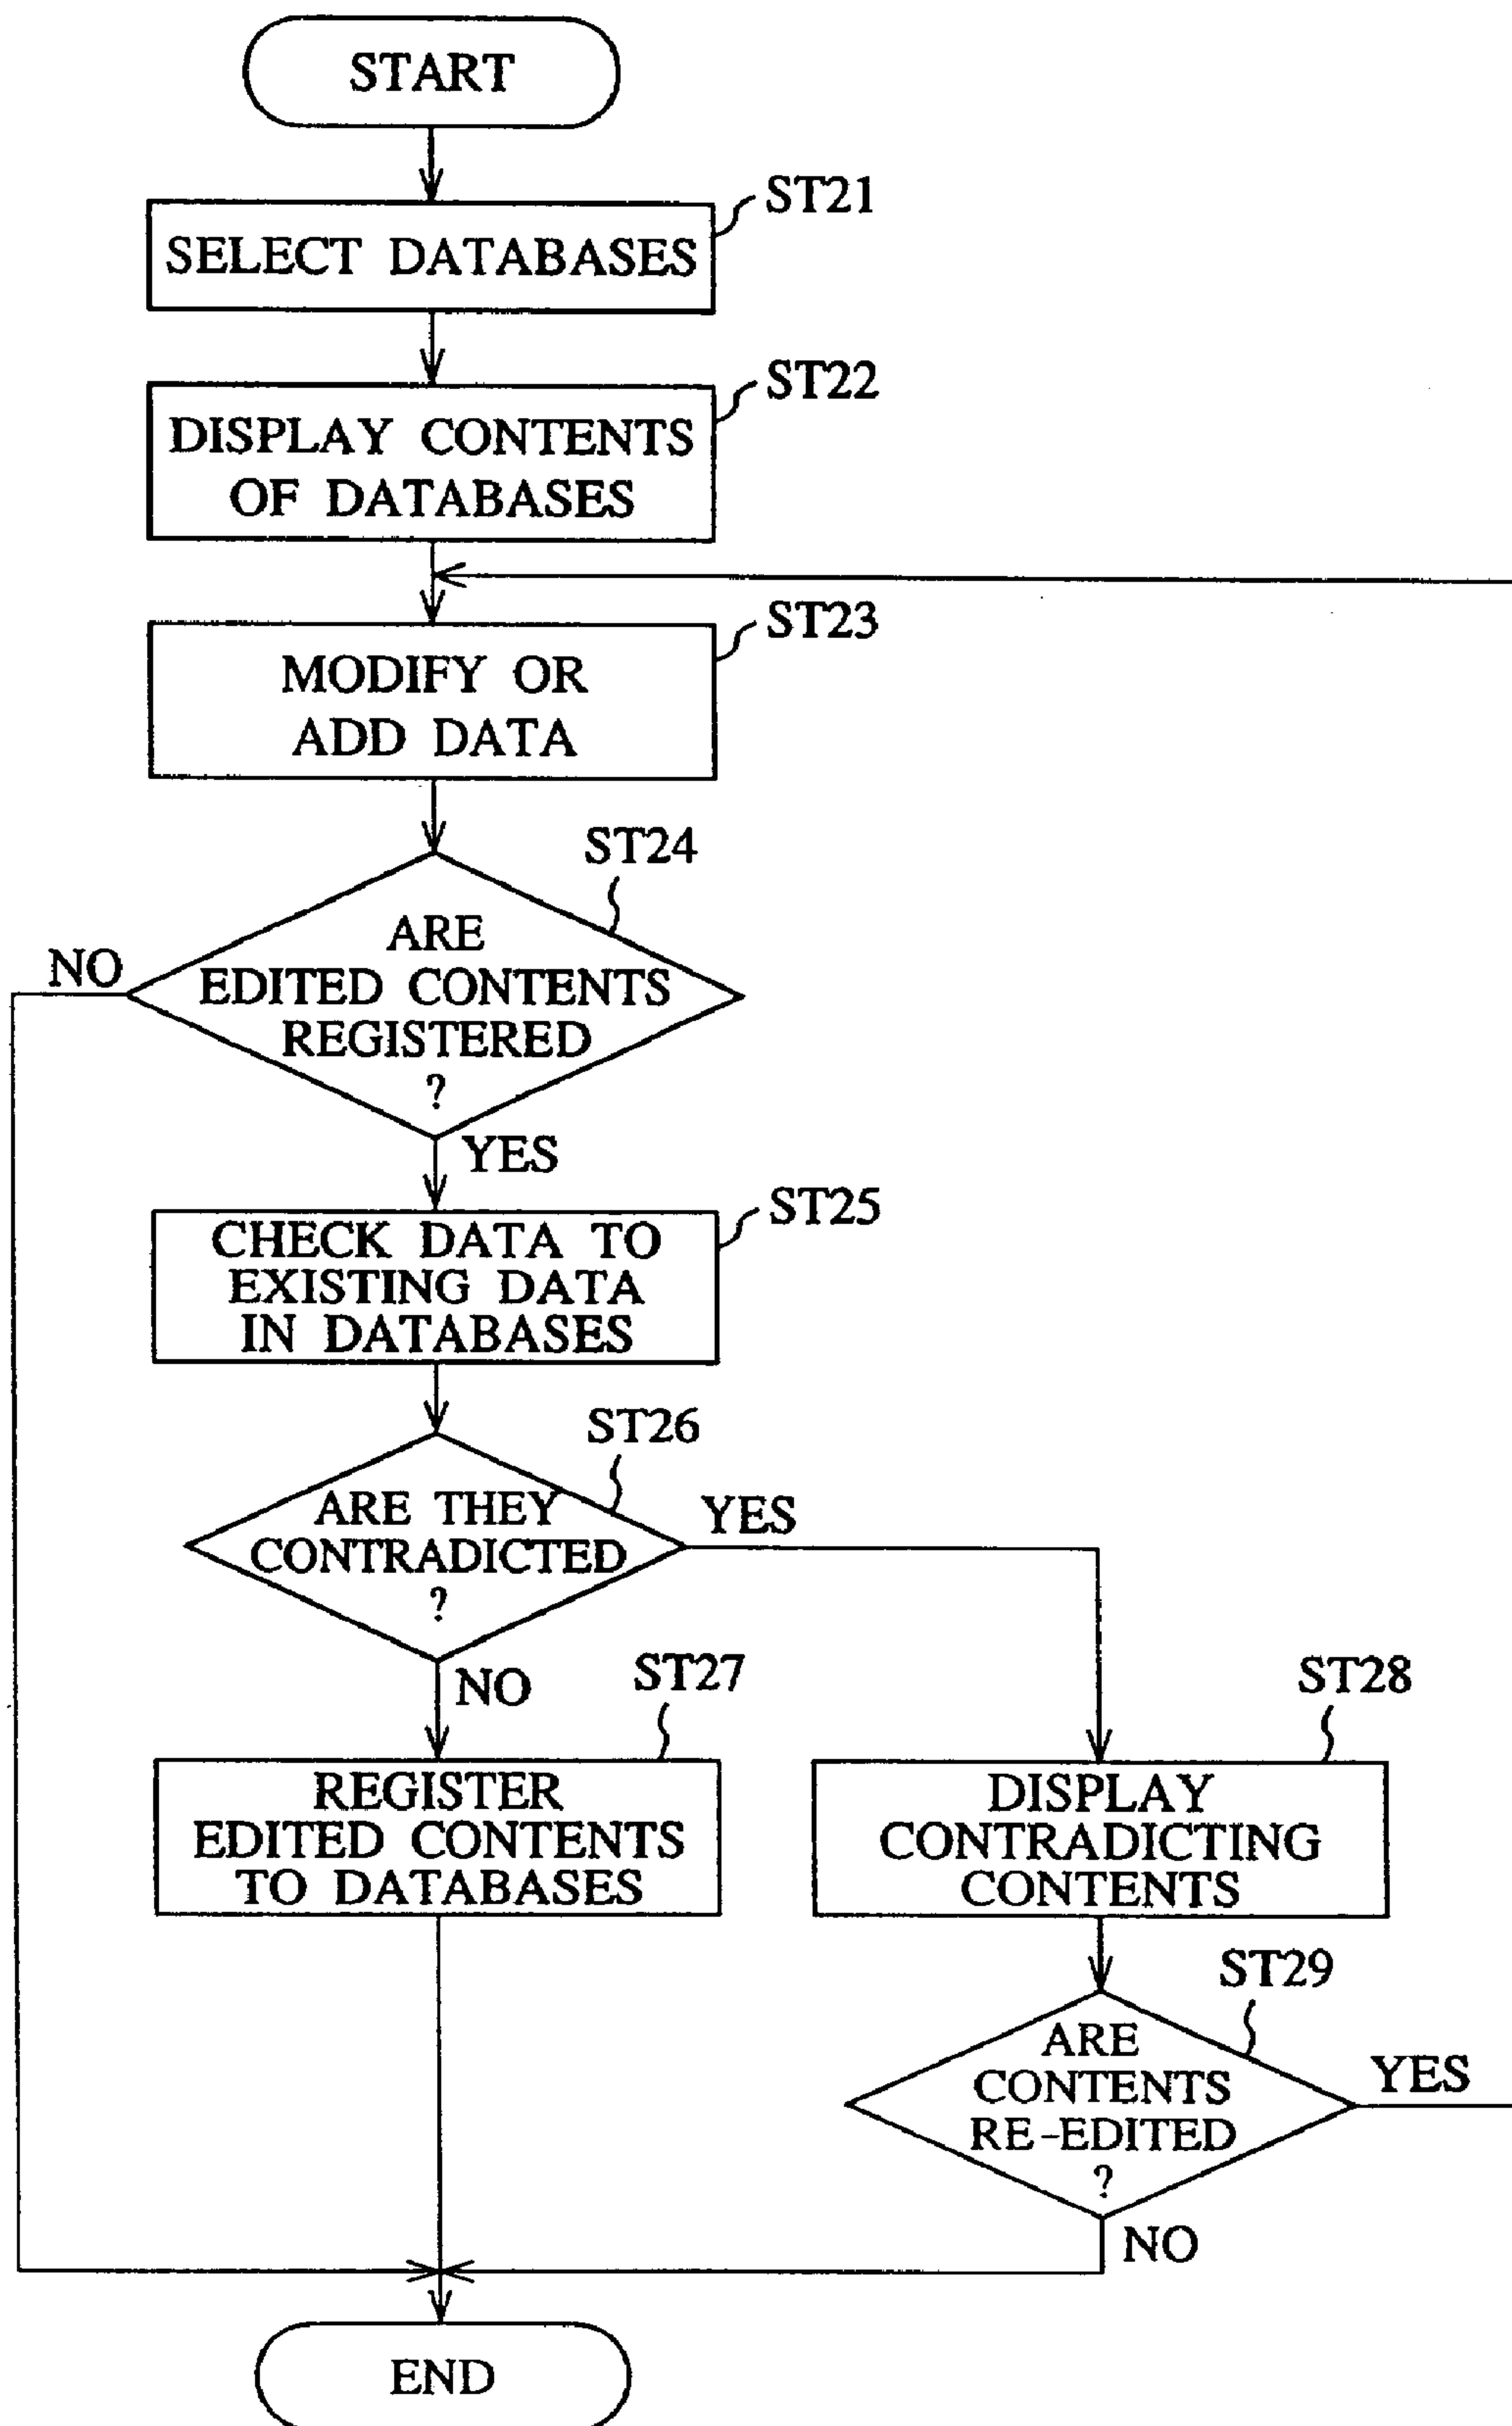 START
ST21
SELECT DATABASES
ST22
DISPLAY CONTENTS
OF DATABASES
ST23
MODIFY OR
ADD DATA
ST24
ARE
NO
EDITED CONTENTS
REGISTERED
?
YES
ST25
CHECK DATA TO
EXISTING DATA
IN DATABASES
ST26
ARE THEY
YES
CONTRADICTED
?
NO
ST27
ST28
REGISTER
EDITED CONTENTS
TO DATABASES
DISPLAY
CONTRADICTING
CONTENTS
ST29
ARE
CONTENTS
RE-EDITED
?
YES
NO
END